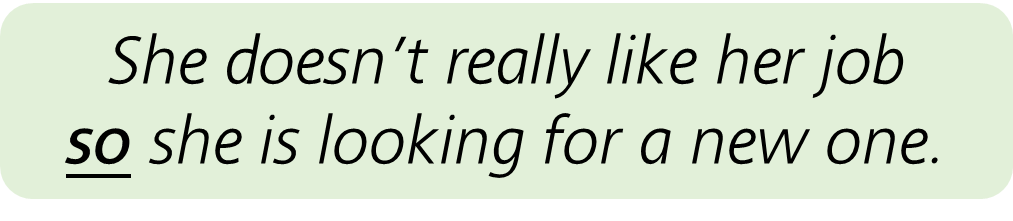 She doesn’t really like her job
so she is looking for a new one.